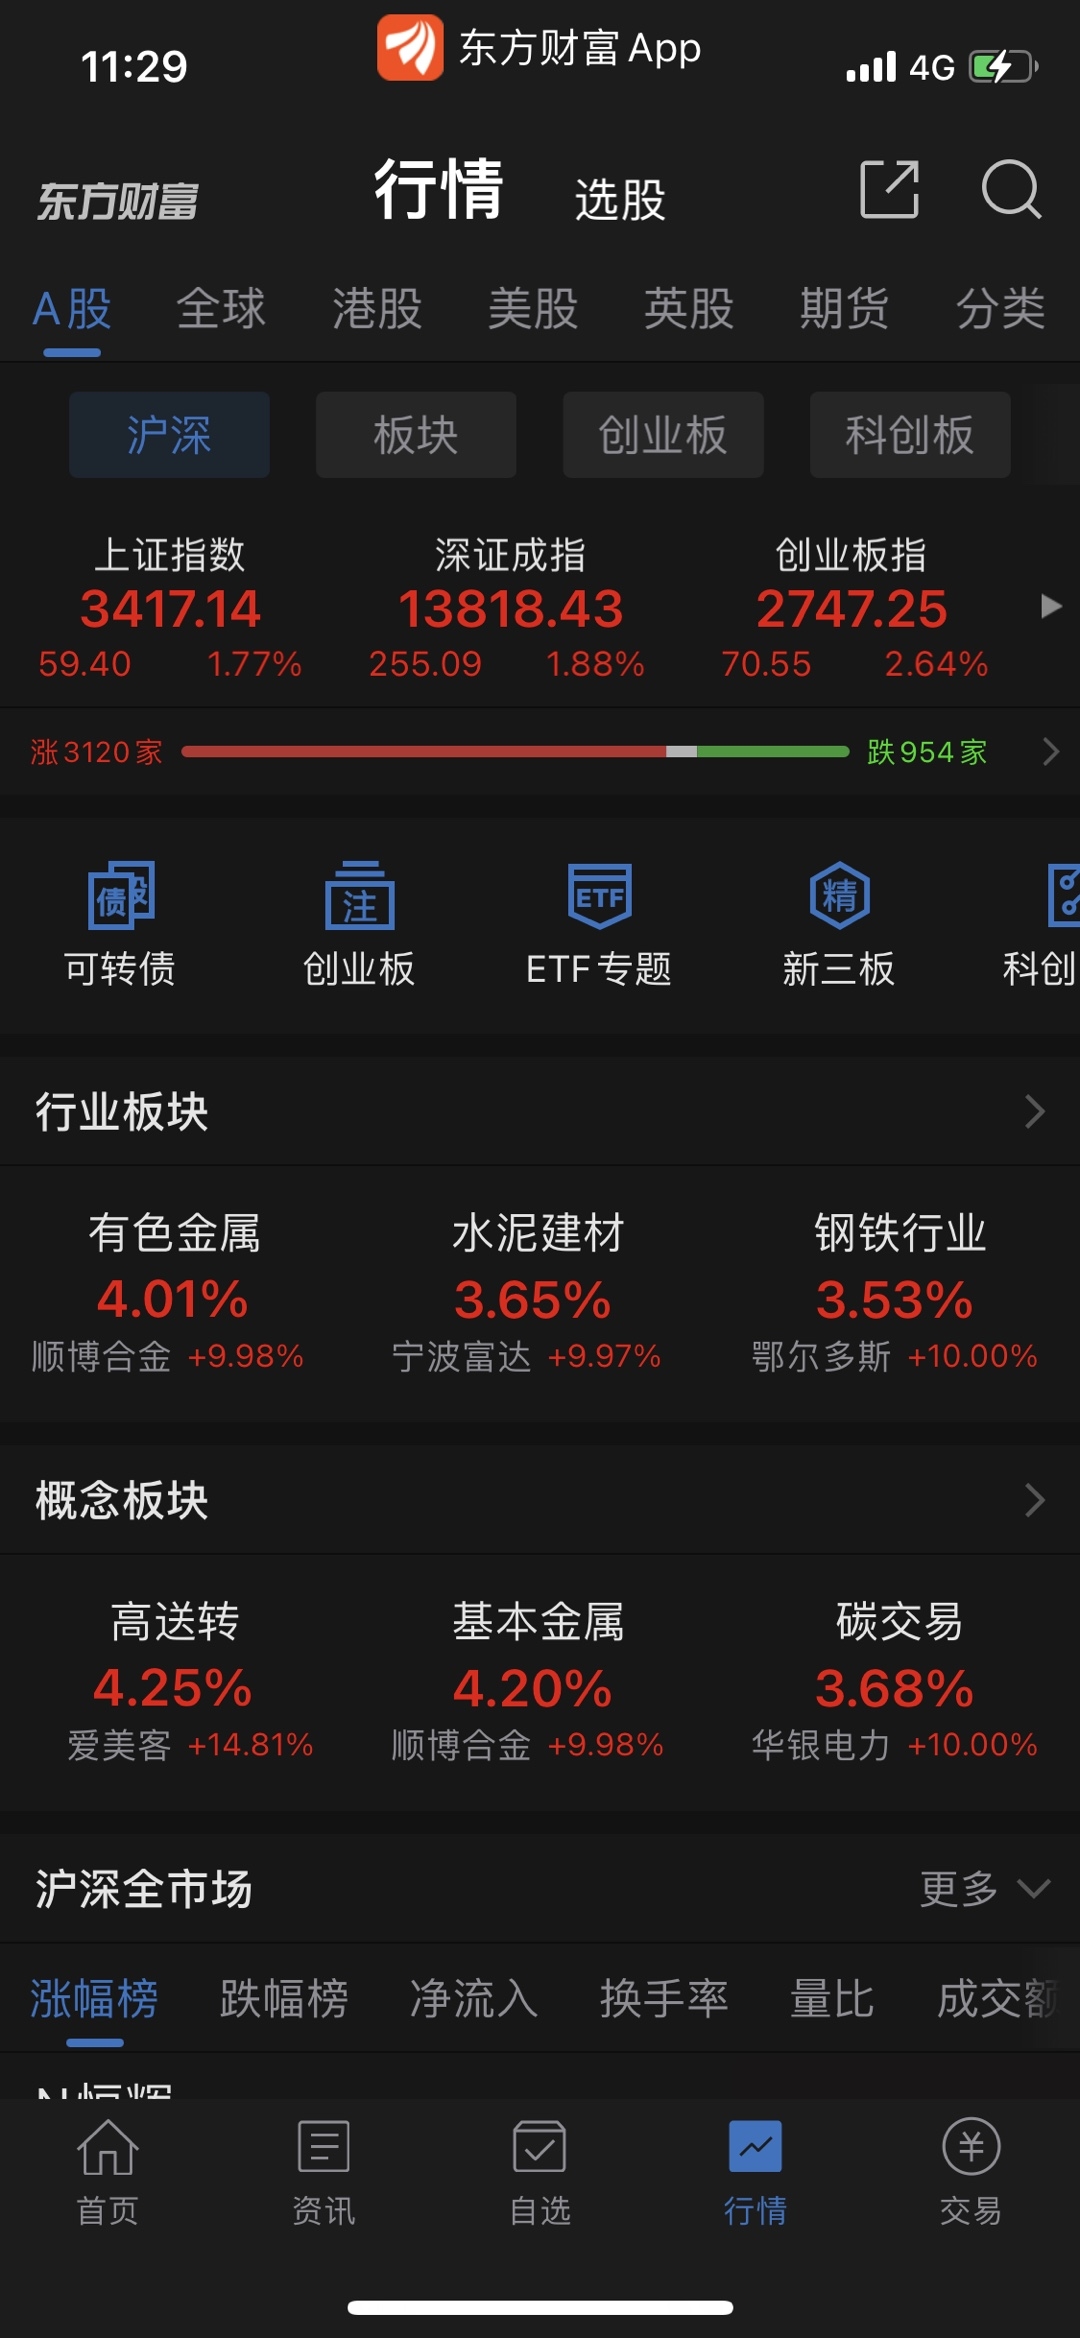 11:29 东方财富App 4G
东方财富 行情 选股
A股 全球 港股 美股 英股 期货 分类
沪深 板块 创业板 科创板
上证指数 深证成指 创业板指
3417.14 13818.43 2747.25
59.40 1.77% 255.09 1.88% 70.55 2.64%
涨3120家 跌954家
债 股 注 ETF 精
可转债 创业板 ETF专题 新三板 科创
行业板块
有色金属 水泥建材 钢铁行业
4.01% 3.65% 3.53%
顺博合金 +9.98% 宁波富达 +9.97% 鄂尔多斯 +10.00%
概念板块
高送转 基本金属 碳交易
4.25% 4.20% 3.68%
爱美客 +14.81% 顺博合金 +9.98% 华银电力 +10.00%
沪深全市场 更多
涨幅榜 跌幅榜 净流入 换手率 量比 成交额
N恒辉
首页 资讯 自选 行情 交易